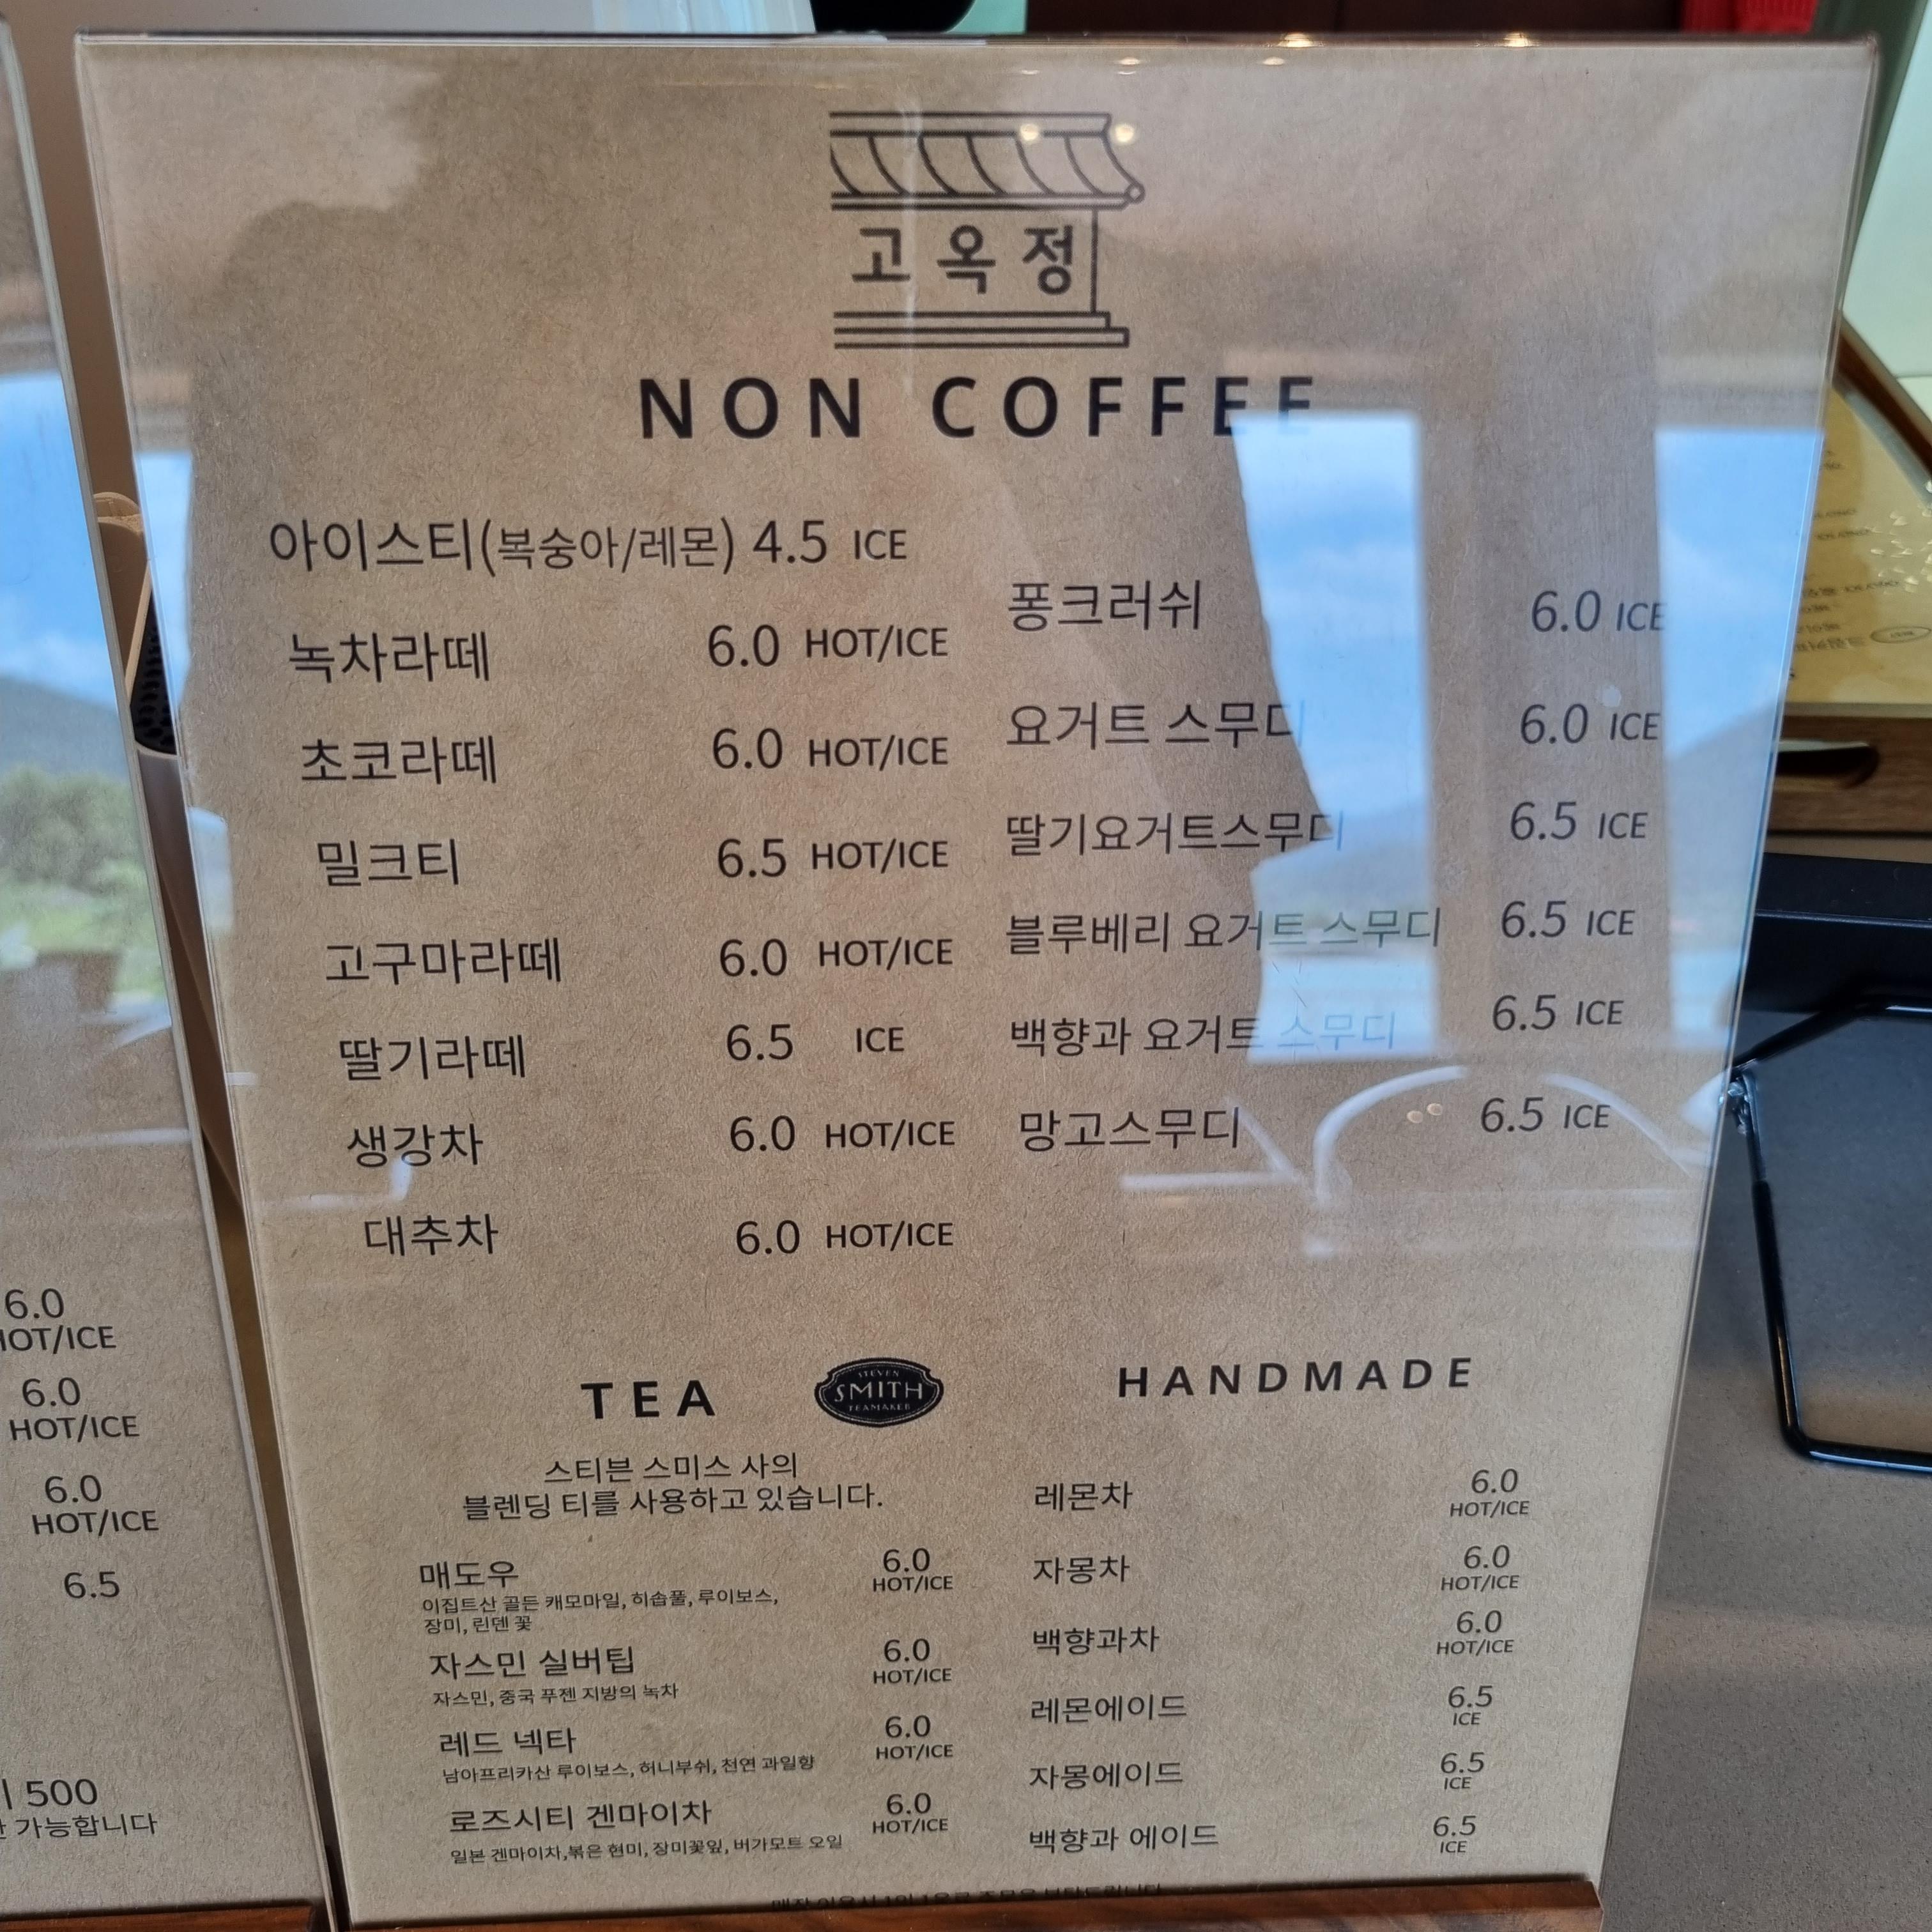 고옥정
NON COFFEE
아이스티(복숭아/레몬) 4.5 ICE
녹차라떼 6.0 HOT/ICE
초코라떼 6.0 HOT/ICE
밀크티 6.5 HOT/ICE
고구마라떼 6.0 HOT/ICE
딸기라떼 6.5 ICE
생강차 6.0 HOT/ICE
대추차 6.0 HOT/ICE
퐁크러쉬 6.0 ICE
요거트 스무디 6.0 ICE
딸기요거트스무디 6.5 ICE
블루베리 요거트 스무디 6.5 ICE
백향과 요거트 스무디 6.5 ICE
망고스무디 6.5 ICE
TEA
STEVEN
SMITH
TEAMAKER
스티븐 스미스 사의
블렌딩 티를 사용하고 있습니다.
매도우 6.0
HOT/ICE
이집트산 골든 캐모마일, 히솝풀, 루이보스,
장미, 린덴 꽃
자스민 실버팁 6.0
HOT/ICE
자스민, 중국 푸젠 지방의 녹차
레드 넥타 6.0
HOT/ICE
남아프리카산 루이보스, 허니부쉬, 천연 과일향
로즈시티 겐마이차 6.0
HOT/ICE
일본 겐마이차,볶은 현미, 장미꽃잎, 버가모트 오일
HANDMADE
레몬차 6.0
HOT/ICE
자몽차 6.0
HOT/ICE
백향과차 6.0
HOT/ICE
레몬에이드 6.5
ICE
자몽에이드 6.5
ICE
백향과 에이드 6.5
ICE
6.0
HOT/ICE
6.0
HOT/ICE
6.0
HOT/ICE
6.5
500
가능합니다